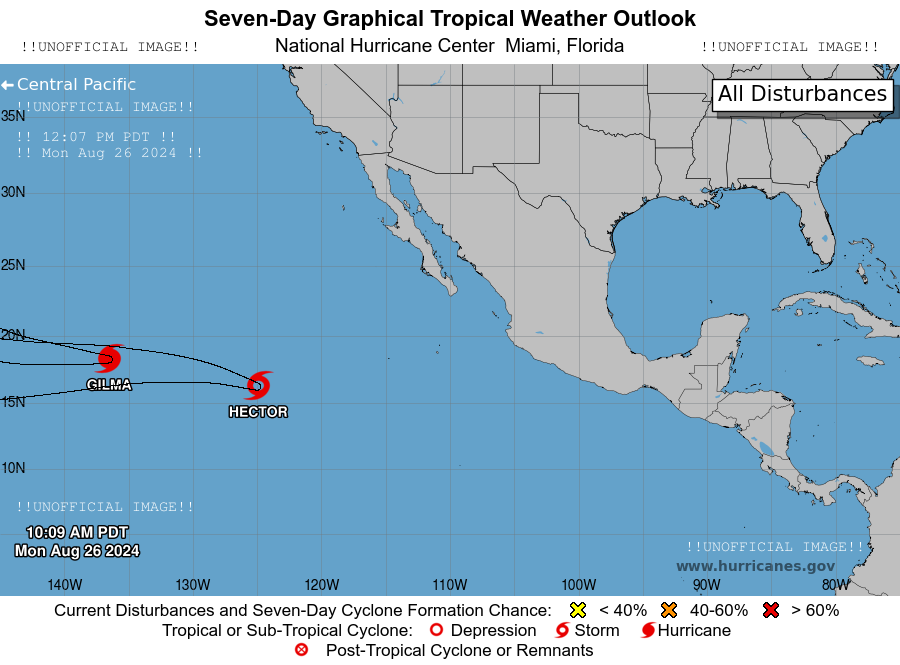 Seven-Day Graphical Tropical Weather Outlook
!!UNOFFICIAL IMAGE!! National Hurricane Center Miami, Florida !!UNOFFICIAL IMAGE!!
Central Pacific
All Disturbances
!!UNOFFICIAL IMAGE!!
35N
!! 12:07 PM PDT !!
!! Mon Aug 26 2024 !!
30N
25N
20N
GILMA
15N
HECTOR
10N
!!UNOFFICIAL IMAGE!!
10:09 AM PDT
Mon Aug 26 2024
!!UNOFFICIAL IMAGE!!
www.hurricanes.gov
140W 130W 120W 110W 100W 90W 80W
Current Disturbances and Seven-Day Cyclone Formation Chance: < 40% 40-60% > 60%
Tropical or Sub-Tropical Cyclone: Depression Storm Hurricane
Post-Tropical Cyclone or Remnants